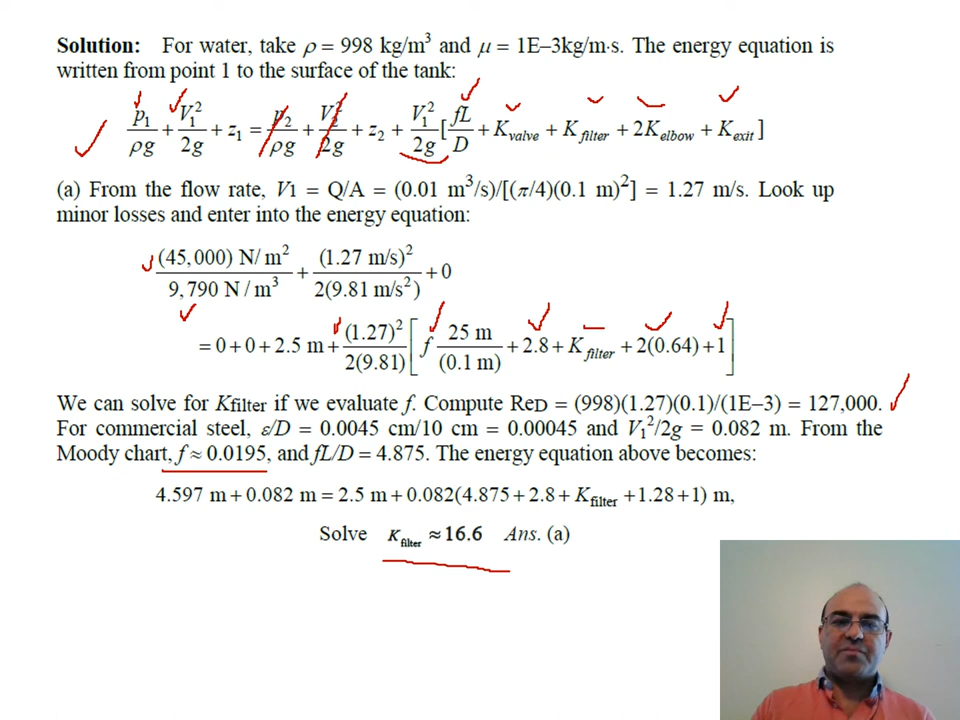 Solution: For water, take ρ = 998 kg/m³ and μ = 1E−3kg/m·s. The energy equation is
written from point 1 to the surface of the tank:
p₁/ρg + V₁²/2g + z₁ = p₂/ρg + V₂²/2g + z₂ + V₁²/2g [fL/D + K_valve + K_filter + 2K_elbow + K_exit]
(a) From the flow rate, V1 = Q/A = (0.01 m³/s)/[(π/4)(0.1 m)²] = 1.27 m/s. Look up
minor losses and enter into the energy equation:
(45,000) N/m² / 9,790 N/m³ + (1.27 m/s)² / 2(9.81 m/s²) + 0
= 0 + 0 + 2.5 m + (1.27)² / 2(9.81) [f 25 m / (0.1 m) + 2.8 + K_filter + 2(0.64) + 1]
We can solve for Kfilter if we evaluate f. Compute ReD = (998)(1.27)(0.1)/(1E−3) = 127,000.
For commercial steel, ε/D = 0.0045 cm/10 cm = 0.00045 and V₁²/2g = 0.082 m. From the
Moody chart, f ≈ 0.0195, and fL/D = 4.875. The energy equation above becomes:
4.597 m + 0.082 m = 2.5 m + 0.082(4.875 + 2.8 + K_filter + 1.28 + 1) m,
Solve K_filter ≈ 16.6 Ans. (a)